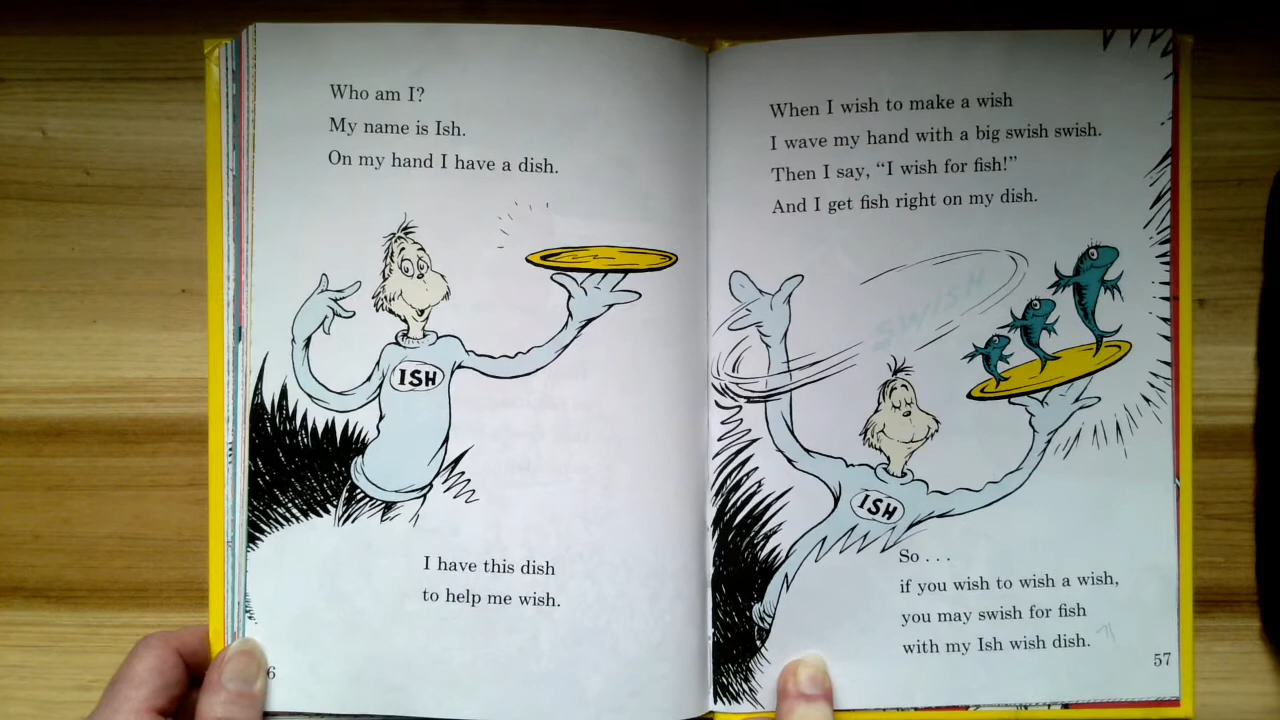 Who am I?
My name is Ish.
On my hand I have a dish.
ISH
I have this dish
to help me wish.
6
When I wish to make a wish
I wave my hand with a big swish swish.
Then I say, “I wish for fish!”
And I get fish right on my dish.
SWISH
ISH
So . . .
if you wish to wish a wish,
you may swish for fish
with my Ish wish dish.
57